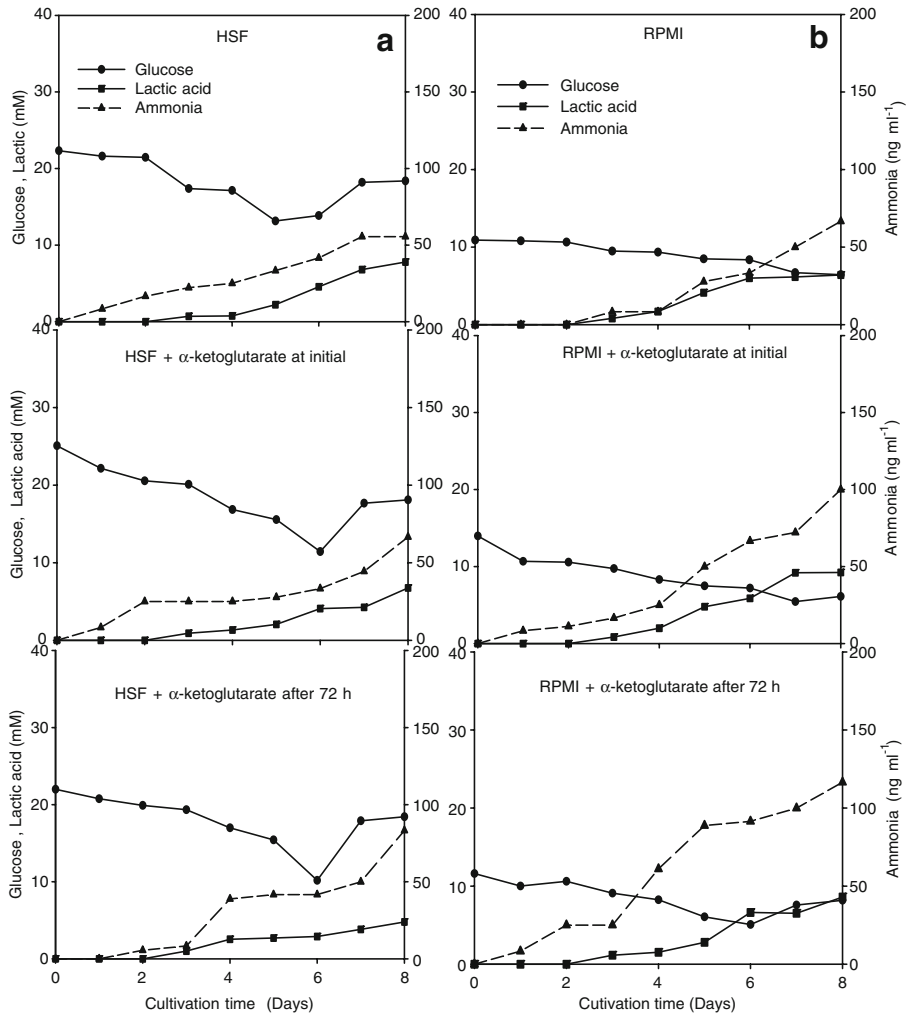 HSF
a
Glucose
Lactic acid
Ammonia
Glucose , Lactic (mM)
40
30
20
10
0
200
150
100
50
0
RPMI
b
Glucose
Lactic acid
Ammonia
Ammonia (ng ml-1)
40
30
20
10
0
200
150
100
50
0
HSF + α-ketoglutarate at initial
Glucose, Lactic acid (mM)
40
30
20
10
0
200
150
100
50
0
RPMI + α-ketoglutarate at initial
Ammonia (ng ml-1)
40
30
20
10
0
200
150
100
50
0
HSF + α-ketoglutarate after 72 h
Glucose , Lactic acid (mM)
40
30
20
10
0
200
150
100
50
0
0 2 4 6 8
Cultivation time (Days)
RPMI + α-ketoglutarate after 72 h
Ammonia (ng ml-1)
40
30
20
10
0
200
150
100
50
0
0 2 4 6 8
Cultivation time (Days)